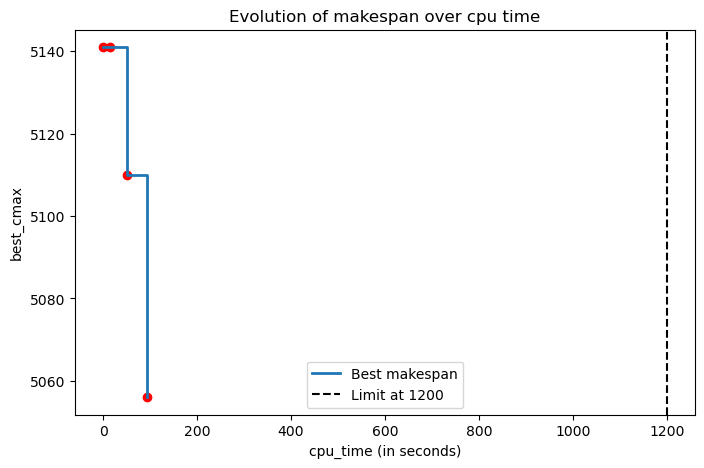 Evolution of makespan over cpu time
best_cmax
5140
5120
5100
5080
5060
Best makespan
Limit at 1200
0
200
400
600
800
1000
1200
cpu_time (in seconds)